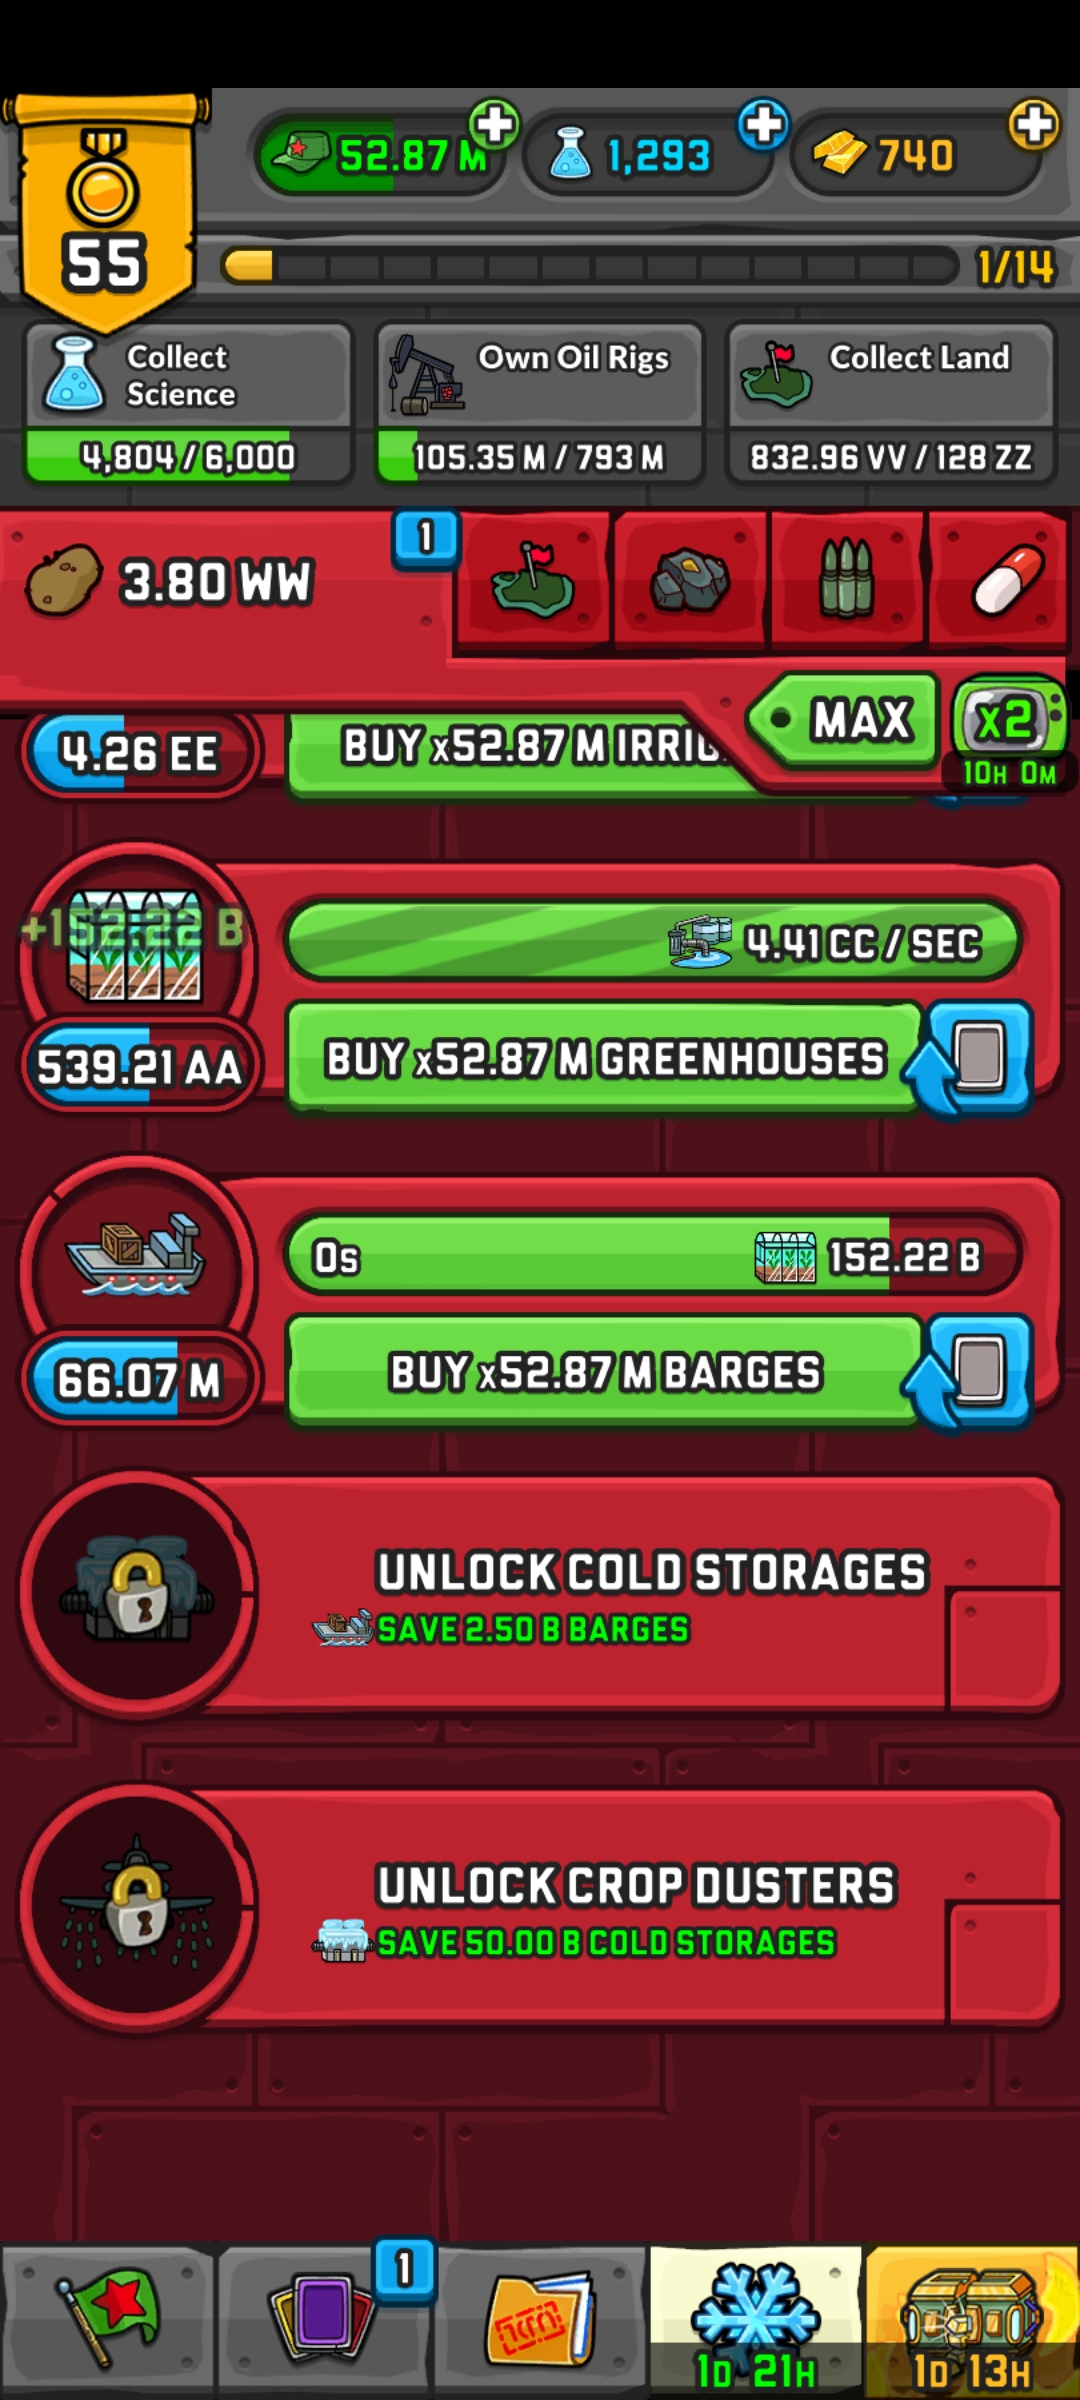 55
52.87 M
1,293
740
1/14
Collect
Science
4,804 / 6,000
Own Oil Rigs
105.35 M / 793 M
Collect Land
832.96 VV / 128 ZZ
3.80 WW
1
MAX
x2
10H 0M
4.26 EE
BUY x52.87 M
+152.22 B
4.41 CC / SEC
539.21 AA
BUY x52.87 M GREENHOUSES
0s
152.22 B
66.07 M
BUY x52.87 M BARGES
UNLOCK COLD STORAGES
SAVE 2.50 B BARGES
UNLOCK CROP DUSTERS
SAVE 50.00 B COLD STORAGES
1
1D 21H
1D 13H